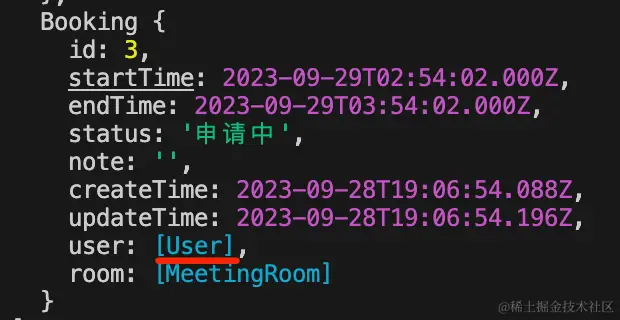 },
Booking {
id: 3,
startTime: 2023-09-29T02:54:02.000Z,
endTime: 2023-09-29T03:54:02.000Z,
status: '申请中',
note: '',
createTime: 2023-09-28T19:06:54.088Z,
updateTime: 2023-09-28T19:06:54.196Z,
user: [User],
room: [MeetingRoom]
}
@稀土掘金技术社区